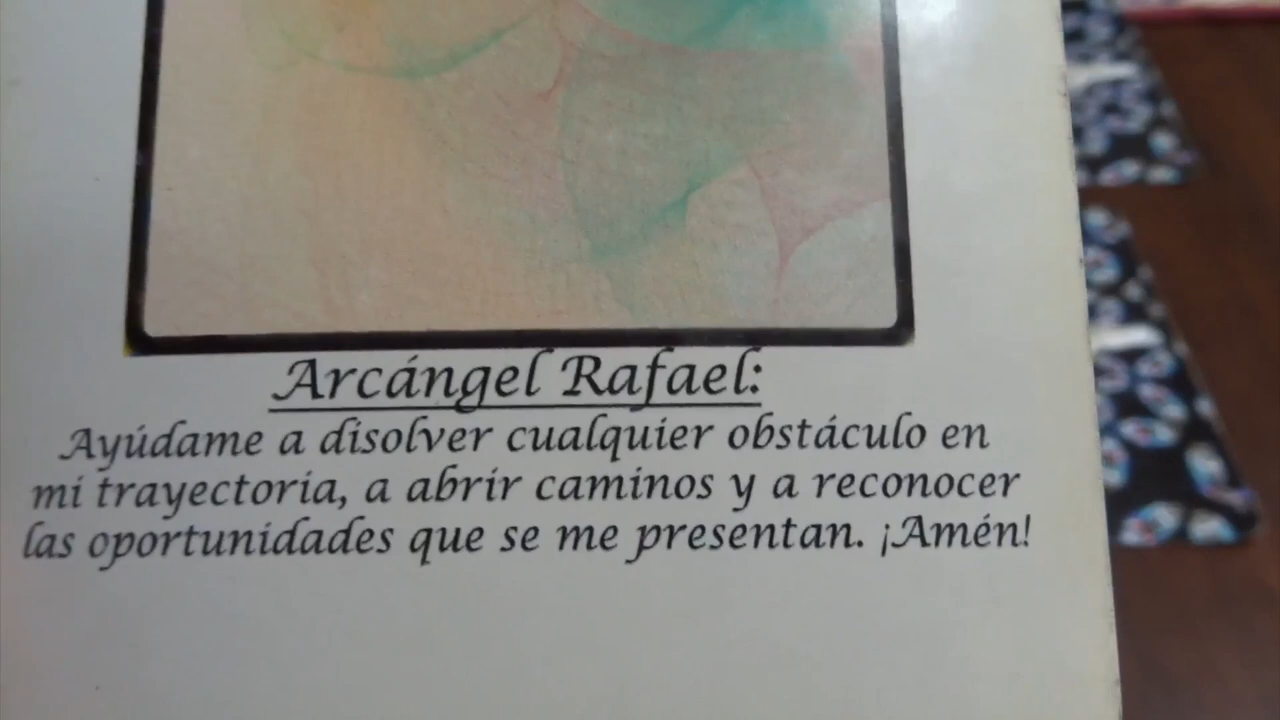 Arcángel Rafael:
Ayúdame a disolver cualquier obstáculo en
mi trayectoria, a abrir caminos y a reconocer
las oportunidades que se me presentan. ¡Amén!